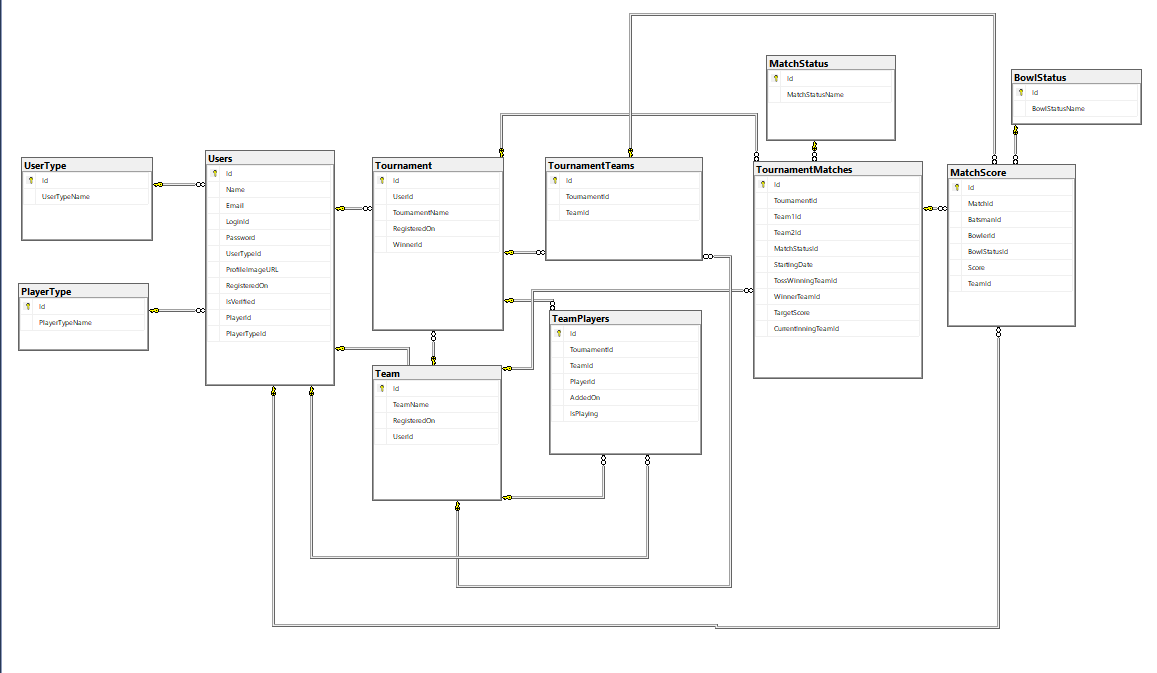 UserType
Id
UserTypeName
PlayerType
Id
PlayerTypeName
Users
Id
Name
Email
LoginId
Password
UserTypeId
ProfileImageURL
RegisteredOn
IsVerified
PlayerId
PlayerTypeId
Tournament
Id
UserId
TournamentName
RegisteredOn
WinnerId
Team
Id
TeamName
RegisteredOn
UserId
TournamentTeams
Id
TournamentId
TeamId
TeamPlayers
Id
TournamentId
TeamId
PlayerId
AddedOn
IsPlaying
MatchStatus
Id
MatchStatusName
TournamentMatches
Id
TournamentId
Team1Id
Team2Id
MatchStatusId
StartingDate
TossWinningTeamId
WinnerTeamId
TargetScore
CurrentInningTeamId
BowlStatus
Id
BowlStatusName
MatchScore
Id
MatchId
BatsmanId
BowlerId
BowlStatusId
Score
TeamId